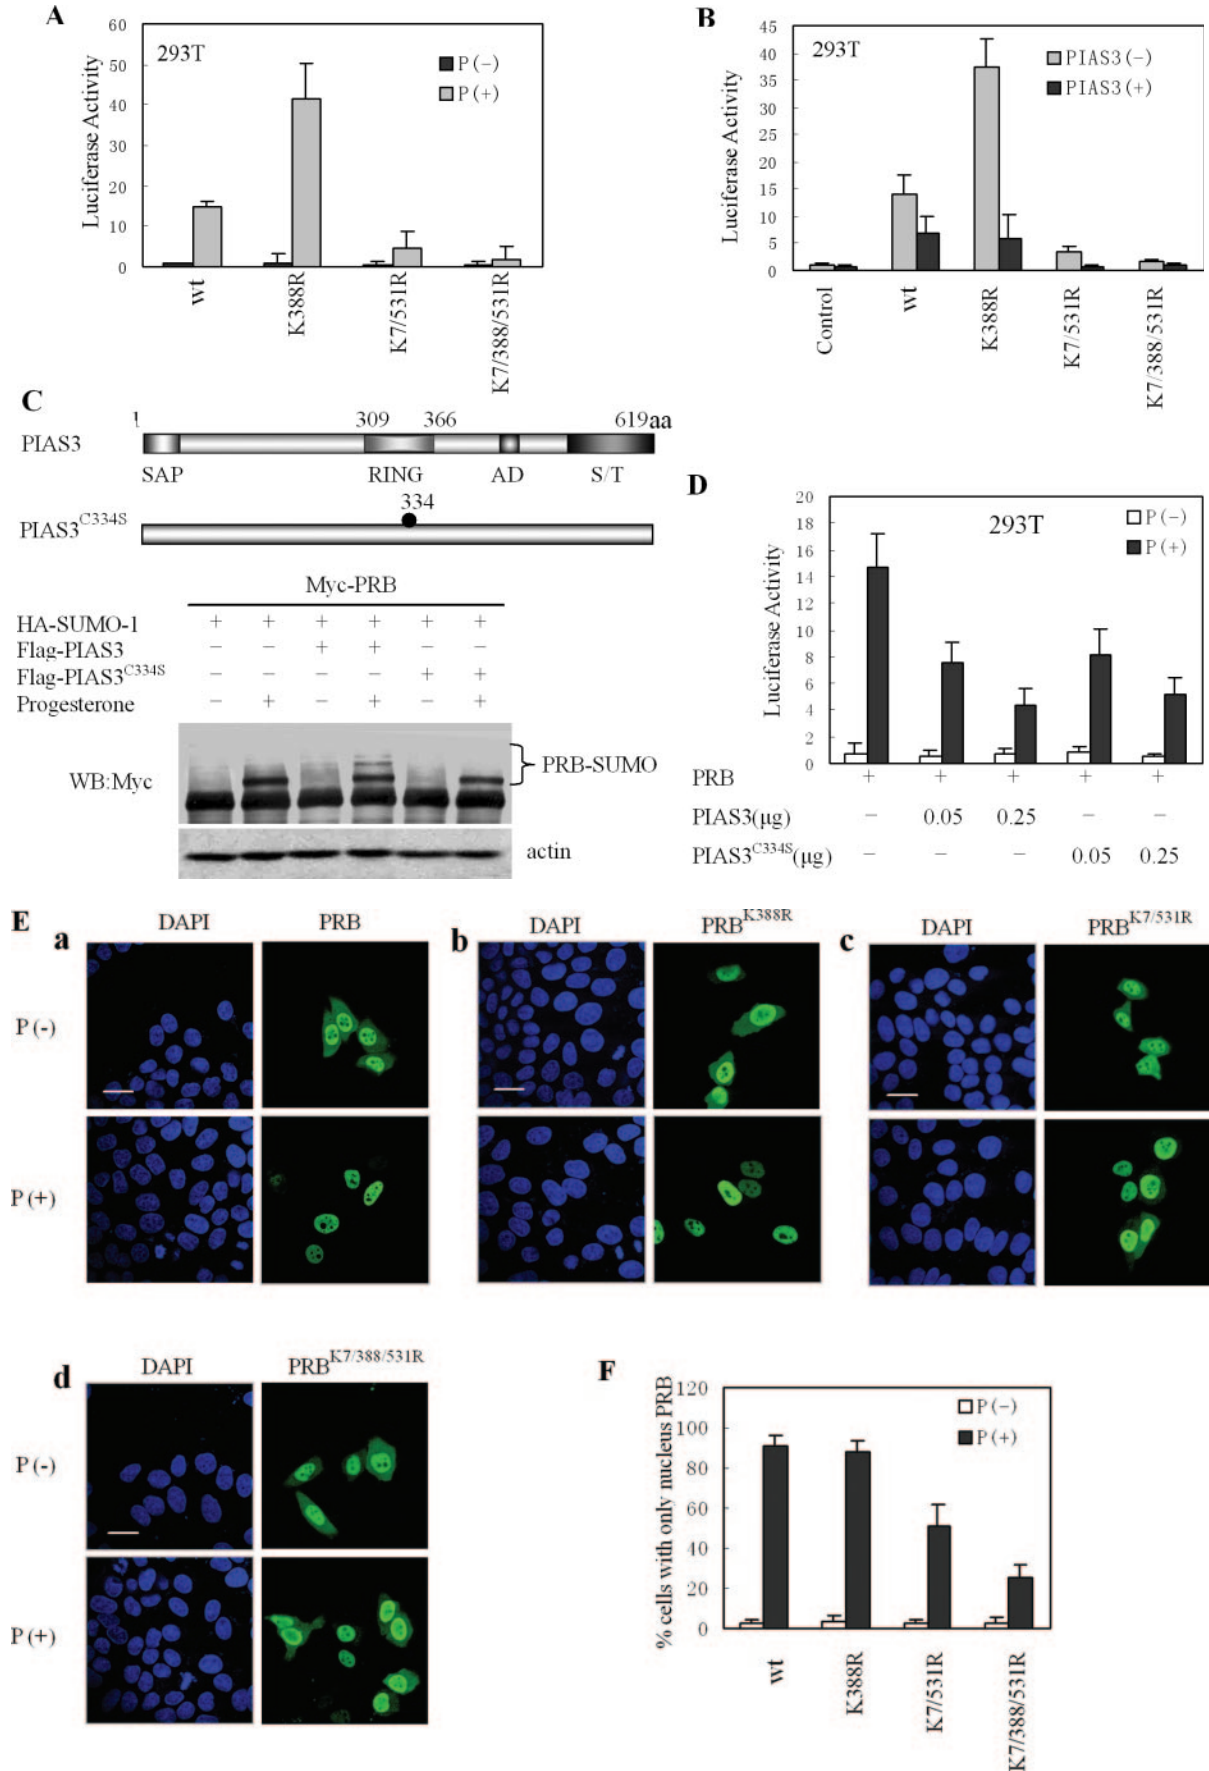 A
293T
Luciferase Activity
60
50
40
30
20
10
0
P(-)
P(+)
wt
K388R
K7/531R
K7/388/531R
B
293T
Luciferase Activity
45
40
35
30
25
20
15
10
5
0
PIAS3(-)
PIAS3(+)
Control
wt
K388R
K7/531R
K7/388/531R
C
1 309 366 619aa
PIAS3
SAP RING AD S/T
334
PIAS3C334S
Myc-PRB
HA-SUMO-1 + + + + + +
Flag-PIAS3 − − + + − −
Flag-PIAS3C334S − − − − + +
Progesterone − + − + − +
WB:Myc
PRB-SUMO
actin
D
293T
Luciferase Activity
20
18
16
14
12
10
8
6
4
2
0
P(-)
P(+)
PRB + + + + +
PIAS3(μg) − 0.05 0.25 − −
PIAS3C334S(μg) − − − 0.05 0.25
E
a
DAPI PRB
b
DAPI PRBK388R
c
DAPI PRBK7/531R
P(-)
P(+)
d
DAPI PRBK7/388/531R
P(-)
P(+)
F
% cells with only nucleus PRB
120
100
80
60
40
20
0
P(-)
P(+)
wt
K388R
K7/531R
K7/388/531R